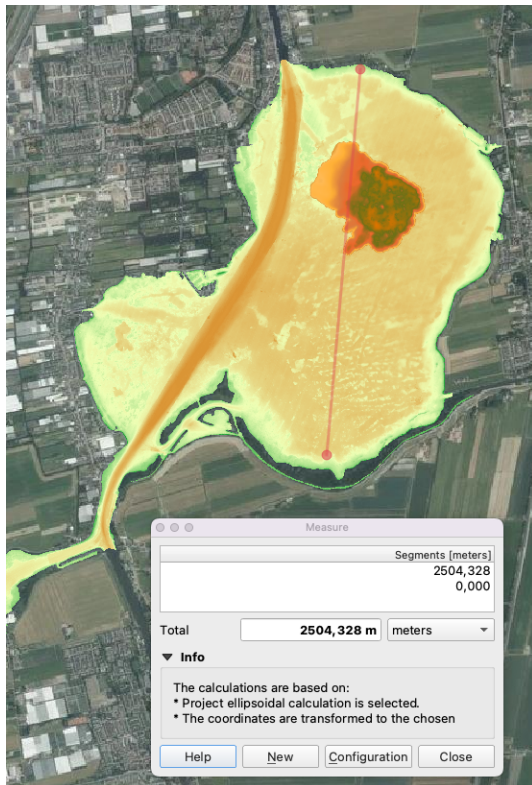 Measure
Segments [meters]
2504,328
0,000
Total 2504,328 m meters
Info
The calculations are based on:
* Project ellipsoidal calculation is selected.
* The coordinates are transformed to the chosen
Help New Configuration Close